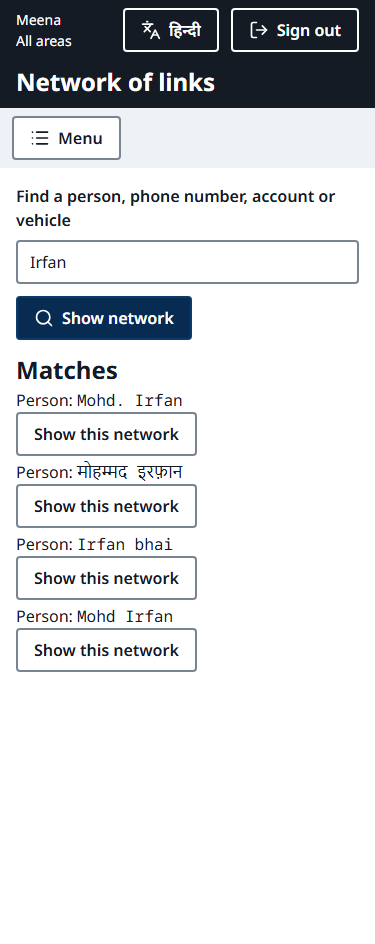 Meena
All areas
हिन्दी
Sign out
Network of links
Menu
Find a person, phone number, account or
vehicle
Irfan
Show network
Matches
Person: Mohd. Irfan
Show this network
Person: मोहम्मद इरफ़ान
Show this network
Person: Irfan bhai
Show this network
Person: Mohd Irfan
Show this network